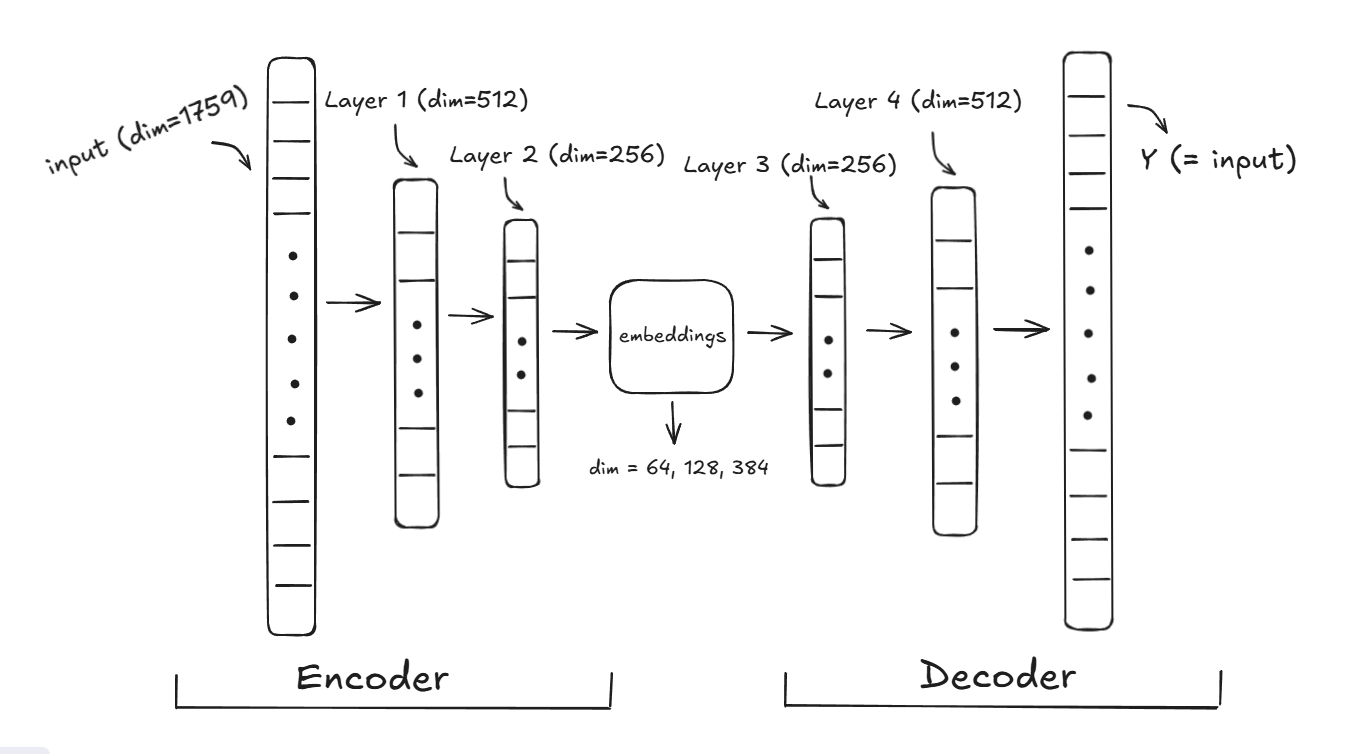 input (dim=1759)
Layer 1 (dim=512)
Layer 2 (dim=256)
Layer 3 (dim=256)
Layer 4 (dim=512)
Y (= input)
embeddings
dim = 64, 128, 384
Encoder
Decoder